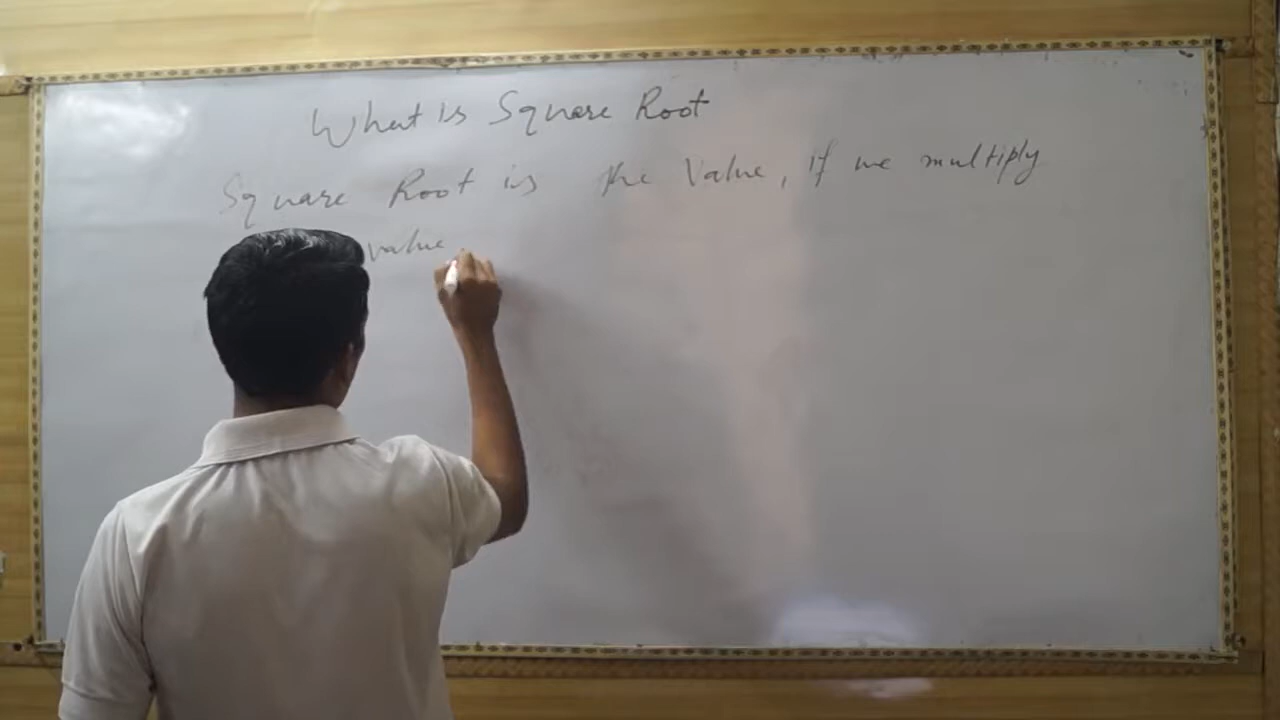 What is Square Root
Square Root is the Value, if we multiply
value